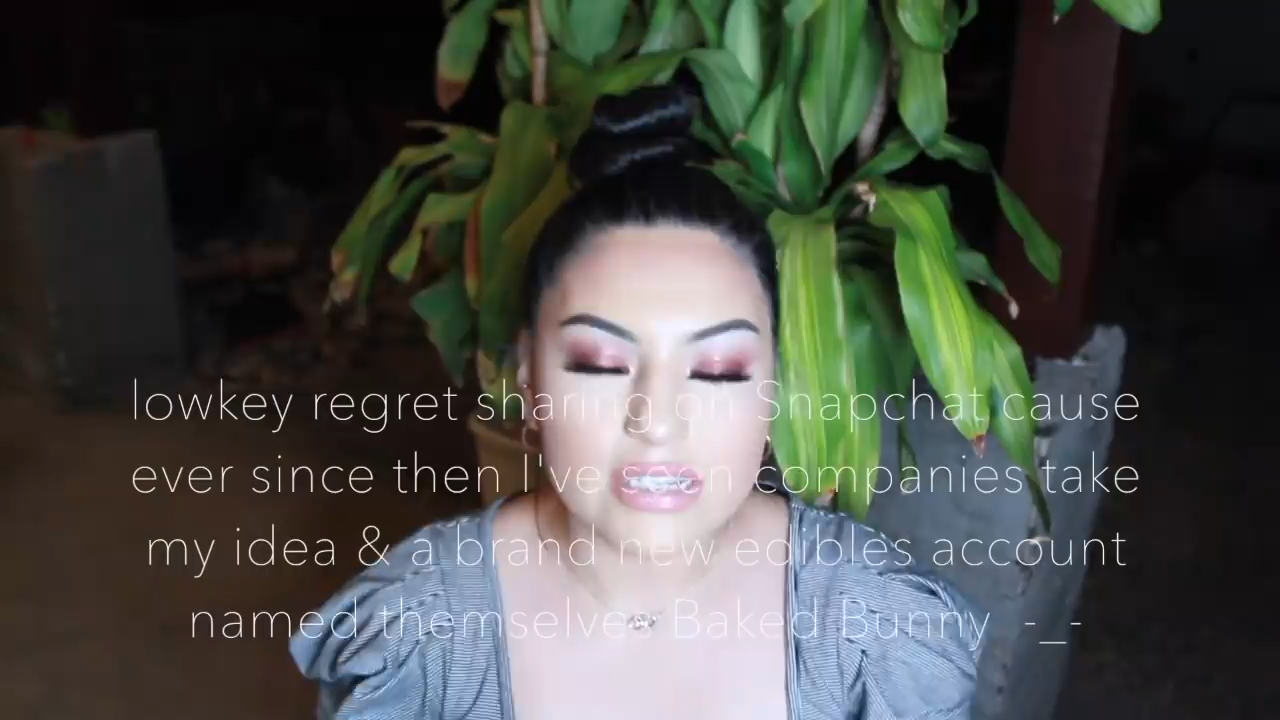 lowkey regret sharing on Snapchat cause
ever since then I've seen companies take
my idea & a brand new edibles account
named themselves Baked Bunny -_-